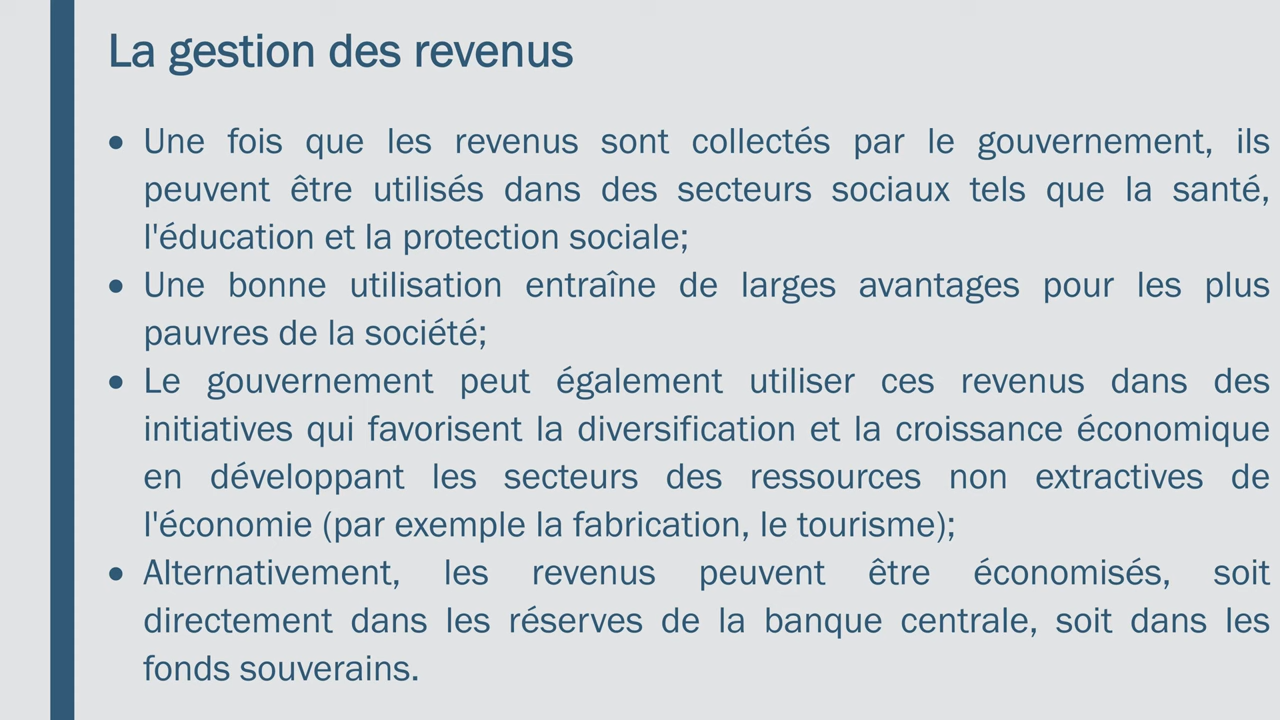 La gestion des revenus
• Une fois que les revenus sont collectés par le gouvernement, ils
peuvent être utilisés dans des secteurs sociaux tels que la santé,
l'éducation et la protection sociale;
• Une bonne utilisation entraîne de larges avantages pour les plus
pauvres de la société;
• Le gouvernement peut également utiliser ces revenus dans des
initiatives qui favorisent la diversification et la croissance économique
en développant les secteurs des ressources non extractives de
l'économie (par exemple la fabrication, le tourisme);
• Alternativement, les revenus peuvent être économisés, soit
directement dans les réserves de la banque centrale, soit dans les
fonds souverains.